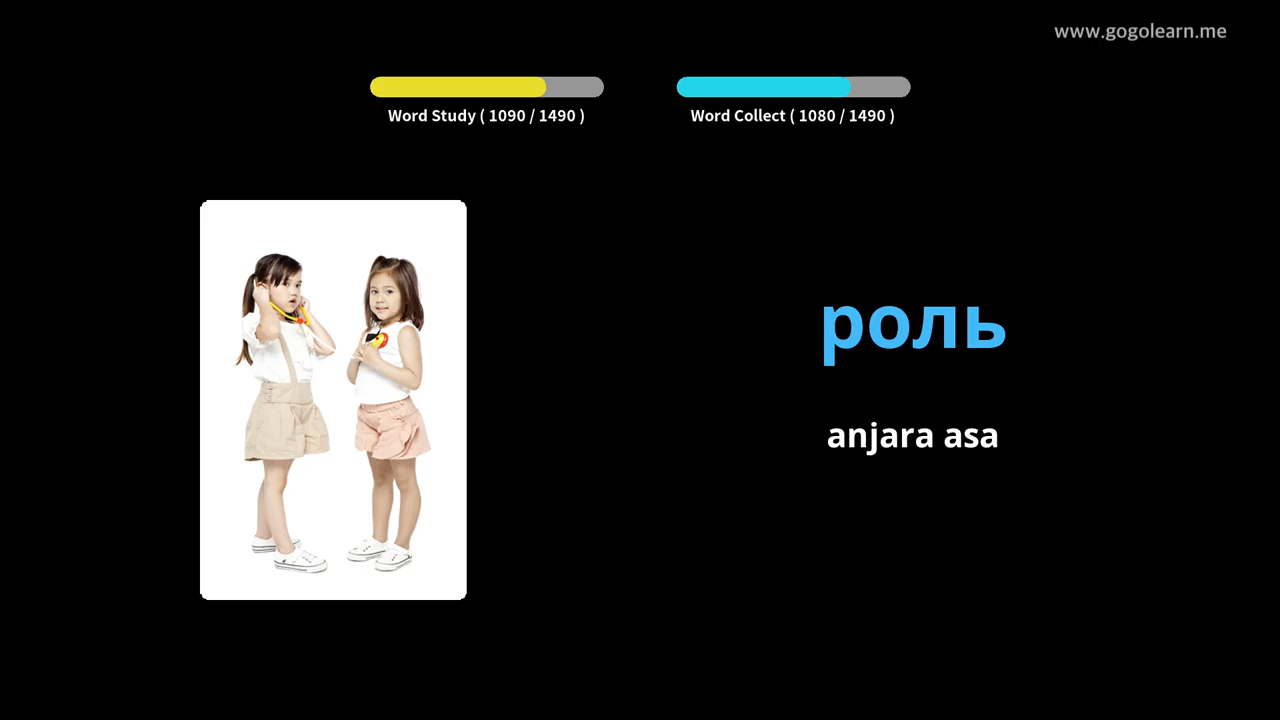 www.gogolearn.me
Word Study ( 1090 / 1490 )
Word Collect ( 1080 / 1490 )
роль
anjara asa